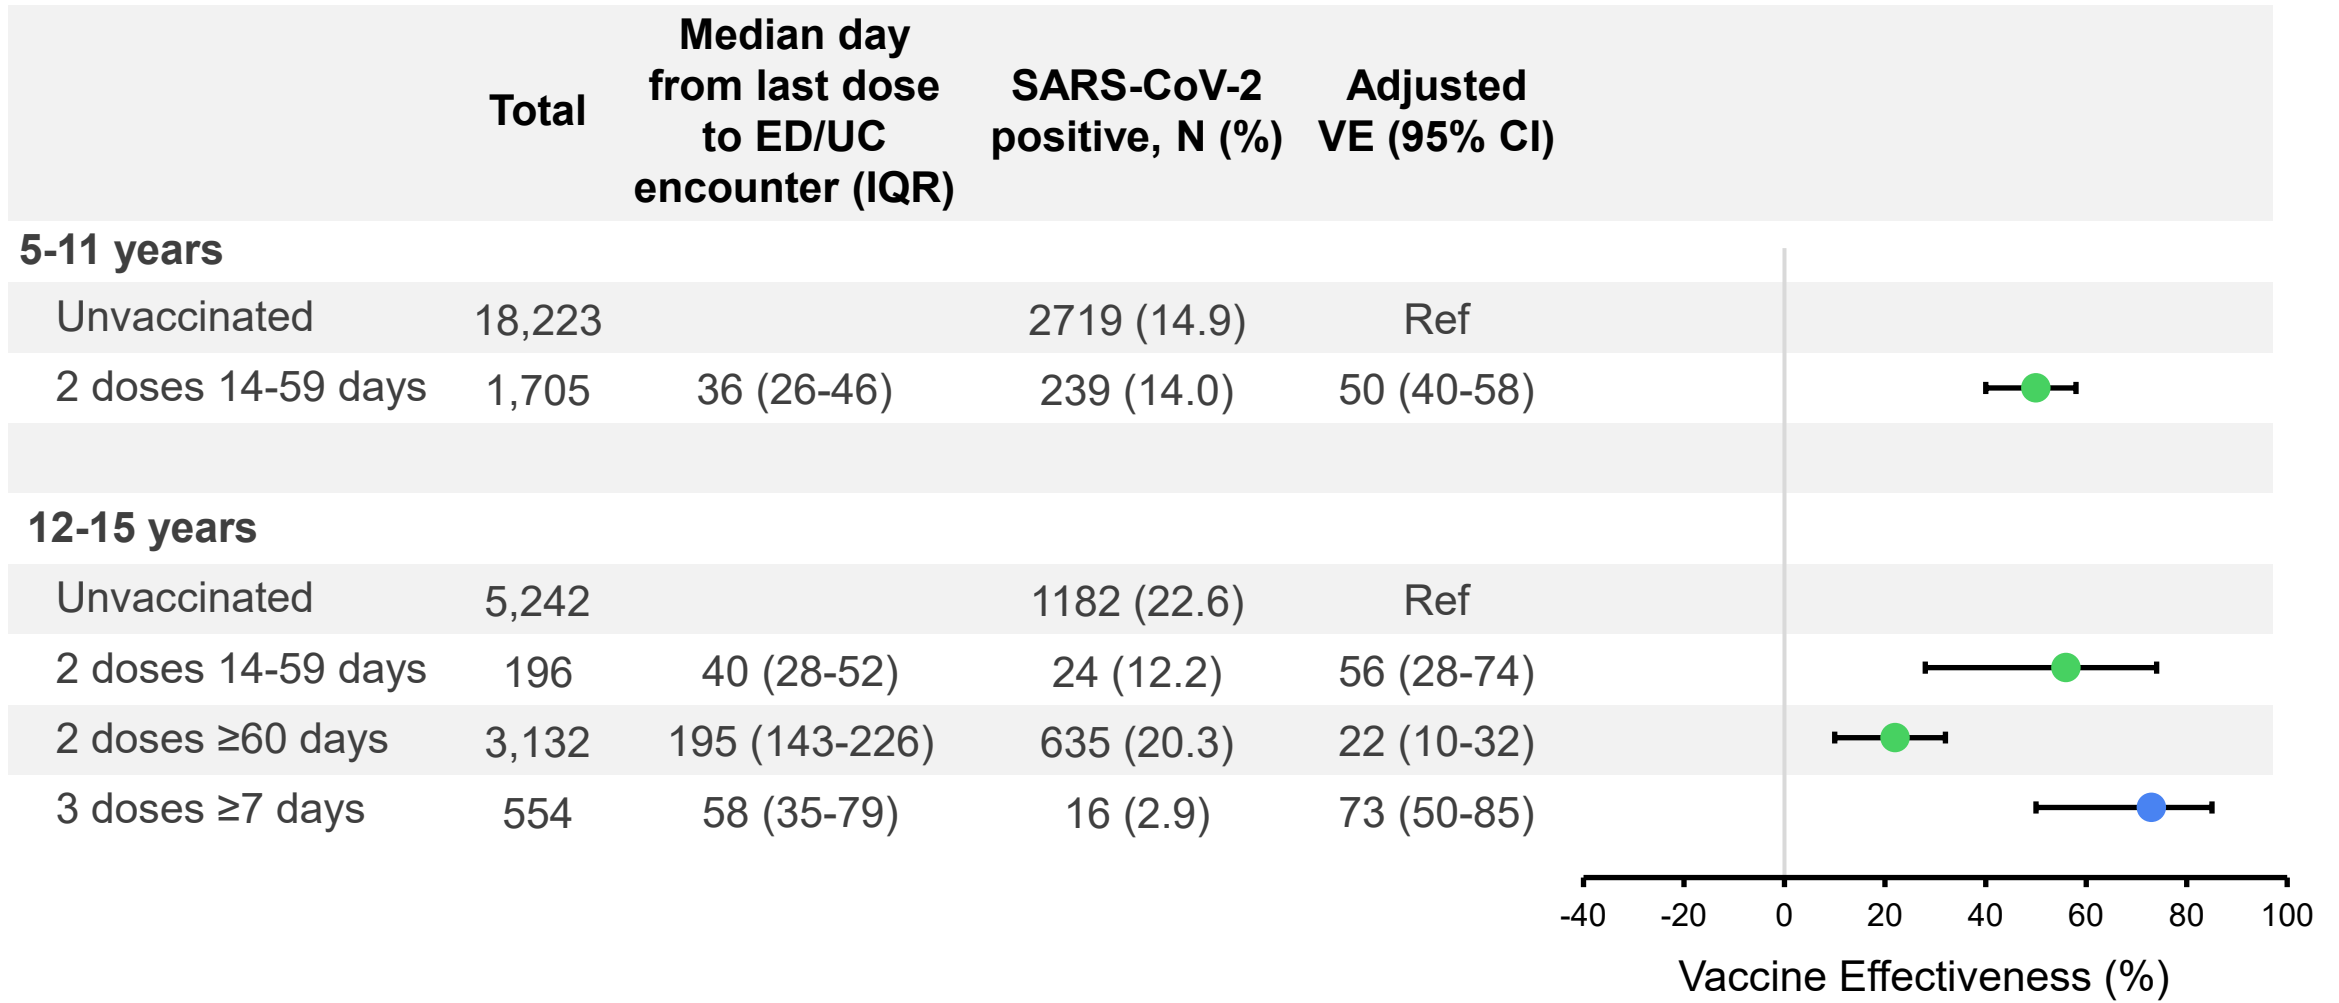 Total
Median day
from last dose
to ED/UC
encounter (IQR)
SARS-CoV-2
positive, N (%)
Adjusted
VE (95% CI)
5-11 years
Unvaccinated 18,223 2719 (14.9) Ref
2 doses 14-59 days 1,705 36 (26-46) 239 (14.0) 50 (40-58)
12-15 years
Unvaccinated 5,242 1182 (22.6) Ref
2 doses 14-59 days 196 40 (28-52) 24 (12.2) 56 (28-74)
2 doses ≥60 days 3,132 195 (143-226) 635 (20.3) 22 (10-32)
3 doses ≥7 days 554 58 (35-79) 16 (2.9) 73 (50-85)
-40 -20 0 20 40 60 80 100
Vaccine Effectiveness (%)